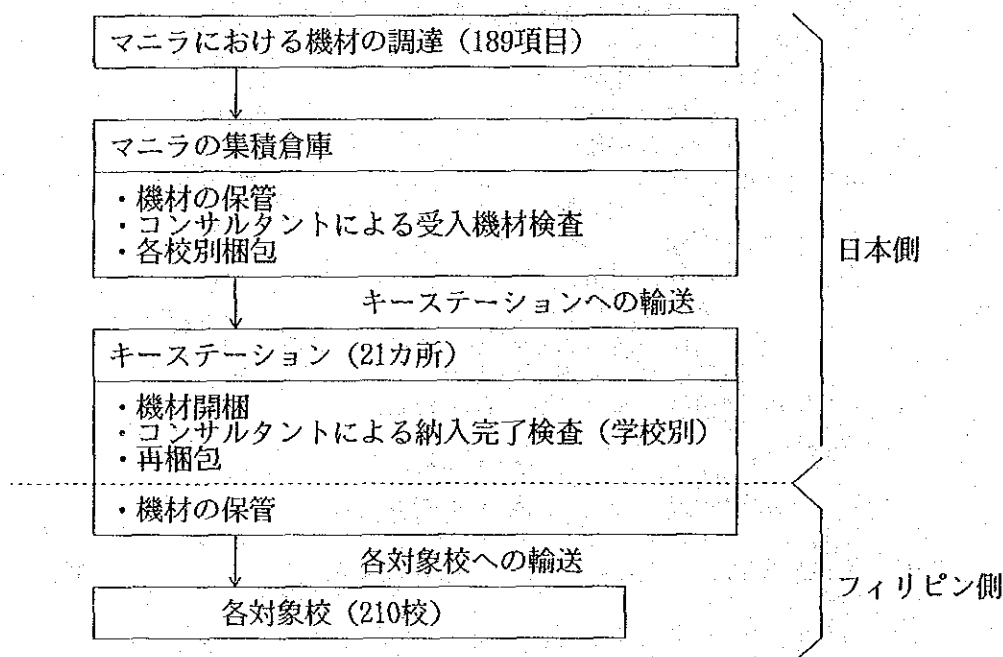 マニラにおける機材の調達（189項目）
マニラの集積倉庫
・機材の保管
・コンサルタントによる受入機材検査
・各校別梱包
キーステーションへの輸送
キーステーション（21カ所）
・機材開梱
・コンサルタントによる納入完了検査（学校別）
・再梱包
・機材の保管
各対象校への輸送
各対象校（210校）
日本側
フィリピン側